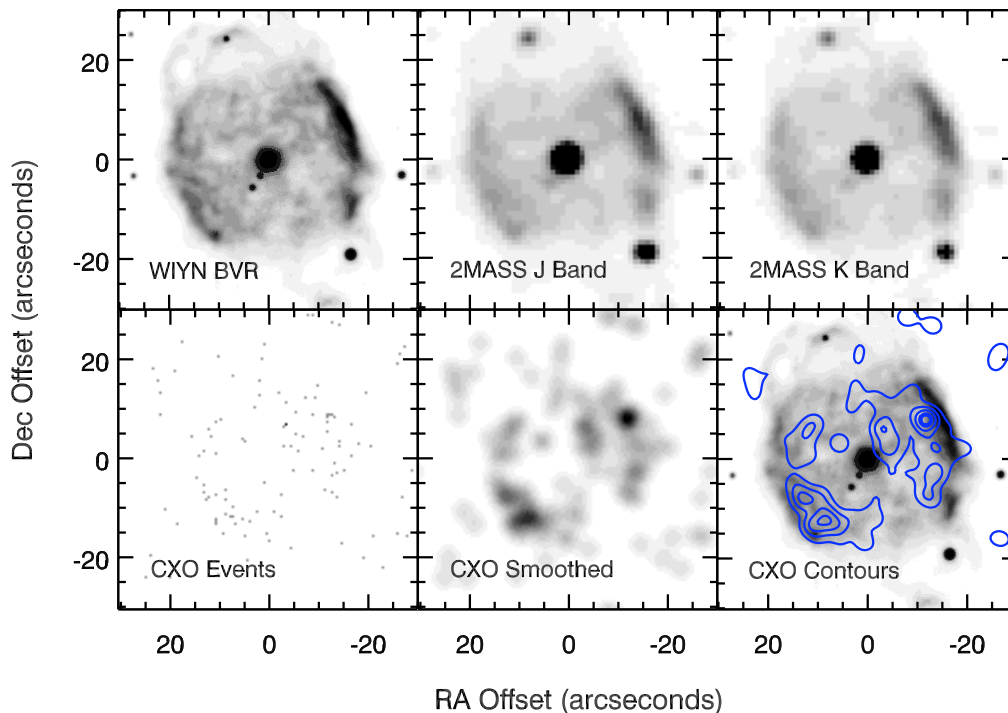 20
0
-20
WIYN BVR
2MASS J Band
2MASS K Band
Dec Offset (arcseconds)
20
0
-20
CXO Events
CXO Smoothed
CXO Contours
20 0 -20 20 0 -20 20 0 -20
RA Offset (arcseconds)